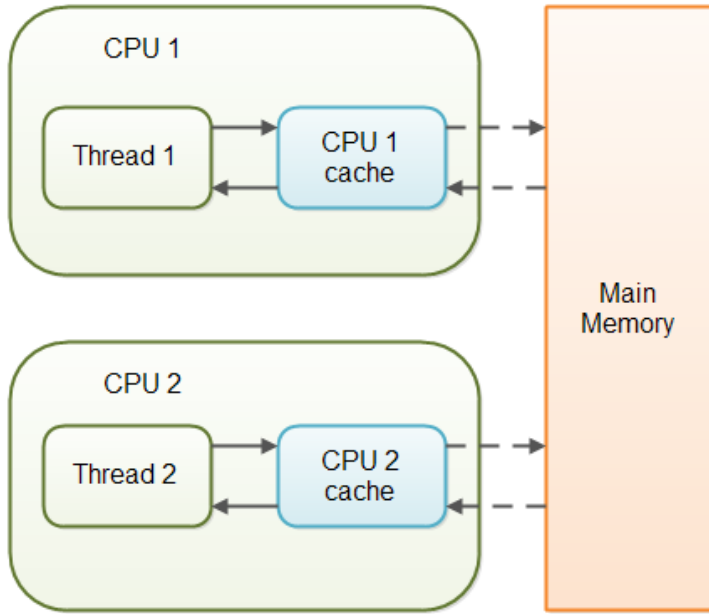 CPU 1
Thread 1
CPU 1
cache
Main
Memory
CPU 2
Thread 2
CPU 2
cache